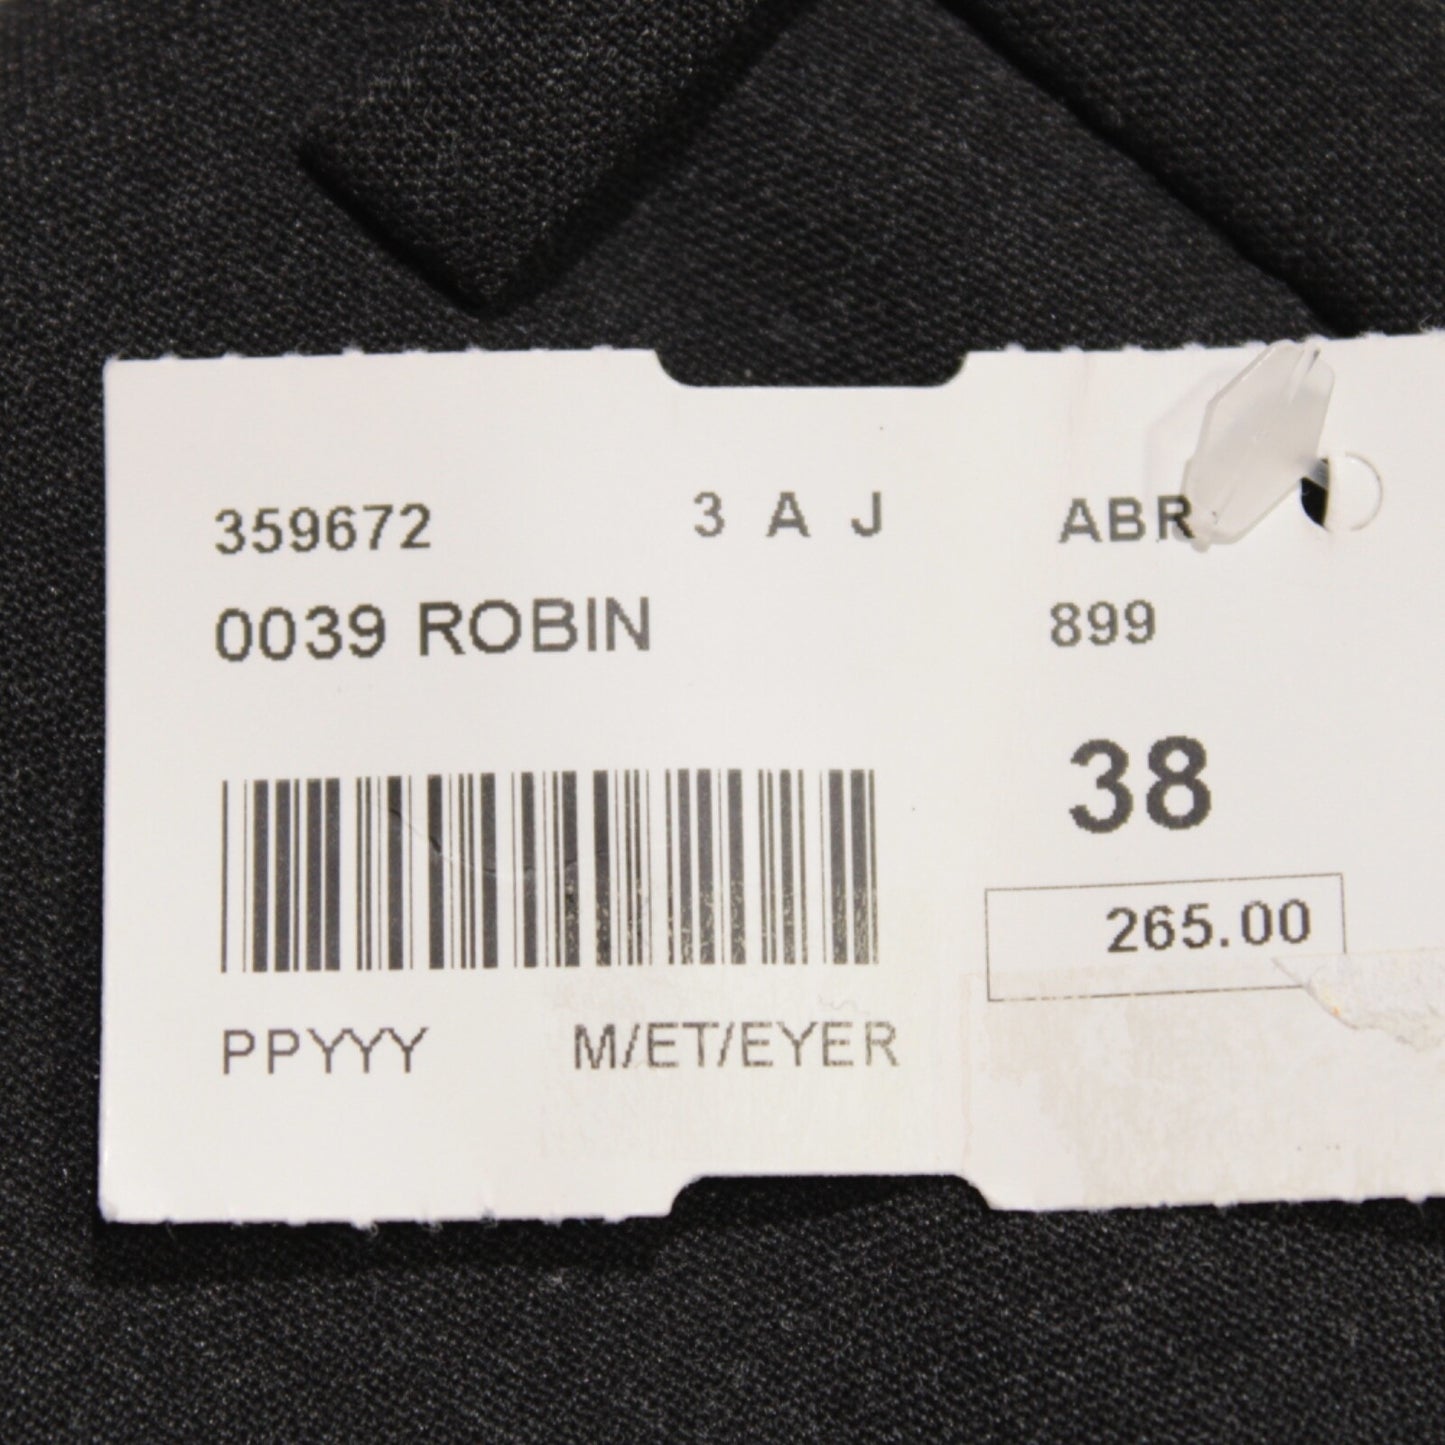 359672 3 A J ABR
0039 ROBIN 899
38
265.00
PPYYY M/ET/EYER